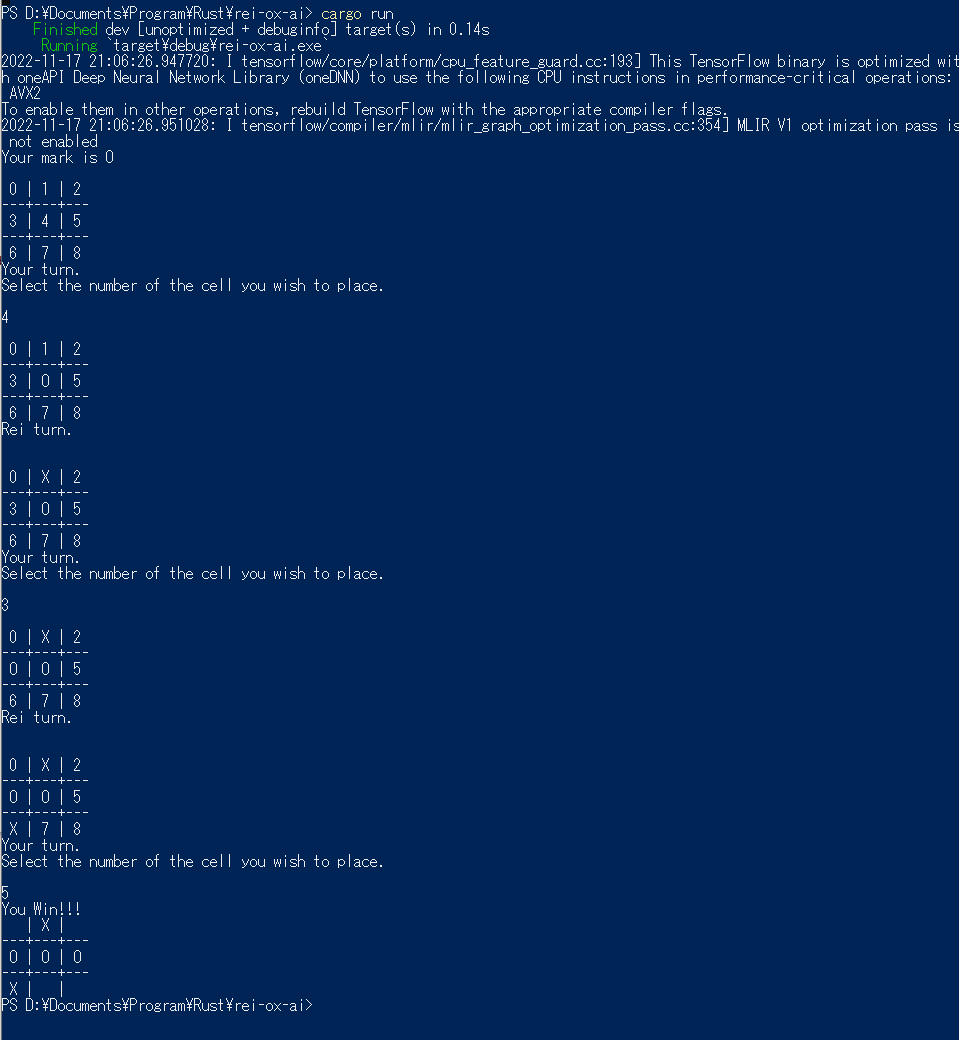 PS D:¥Documents¥Program¥Rust¥rei-ox-ai> cargo run
    Finished dev [unoptimized + debuginfo] target(s) in 0.14s
     Running `target¥debug¥rei-ox-ai.exe`
2022-11-17 21:06:26.947720: I tensorflow/core/platform/cpu_feature_guard.cc:193] This TensorFlow binary is optimized wit
h oneAPI Deep Neural Network Library (oneDNN) to use the following CPU instructions in performance-critical operations:
 AVX2
To enable them in other operations, rebuild TensorFlow with the appropriate compiler flags.
2022-11-17 21:06:26.951028: I tensorflow/compiler/mlir/mlir_graph_optimization_pass.cc:354] MLIR V1 optimization pass is
 not enabled
Your mark is O
 0 | 1 | 2
---+---+---
 3 | 4 | 5
---+---+---
 6 | 7 | 8
Your turn.
Select the number of the cell you wish to place.
4
 0 | 1 | 2
---+---+---
 3 | O | 5
---+---+---
 6 | 7 | 8
Rei turn.
 0 | X | 2
---+---+---
 3 | O | 5
---+---+---
 6 | 7 | 8
Your turn.
Select the number of the cell you wish to place.
3
 0 | X | 2
---+---+---
 O | O | 5
---+---+---
 6 | 7 | 8
Rei turn.
 0 | X | 2
---+---+---
 O | O | 5
---+---+---
 X | 7 | 8
Your turn.
Select the number of the cell you wish to place.
5
You Win!!!
   | X |
---+---+---
 O | O | O
---+---+---
 X |   |
PS D:¥Documents¥Program¥Rust¥rei-ox-ai>